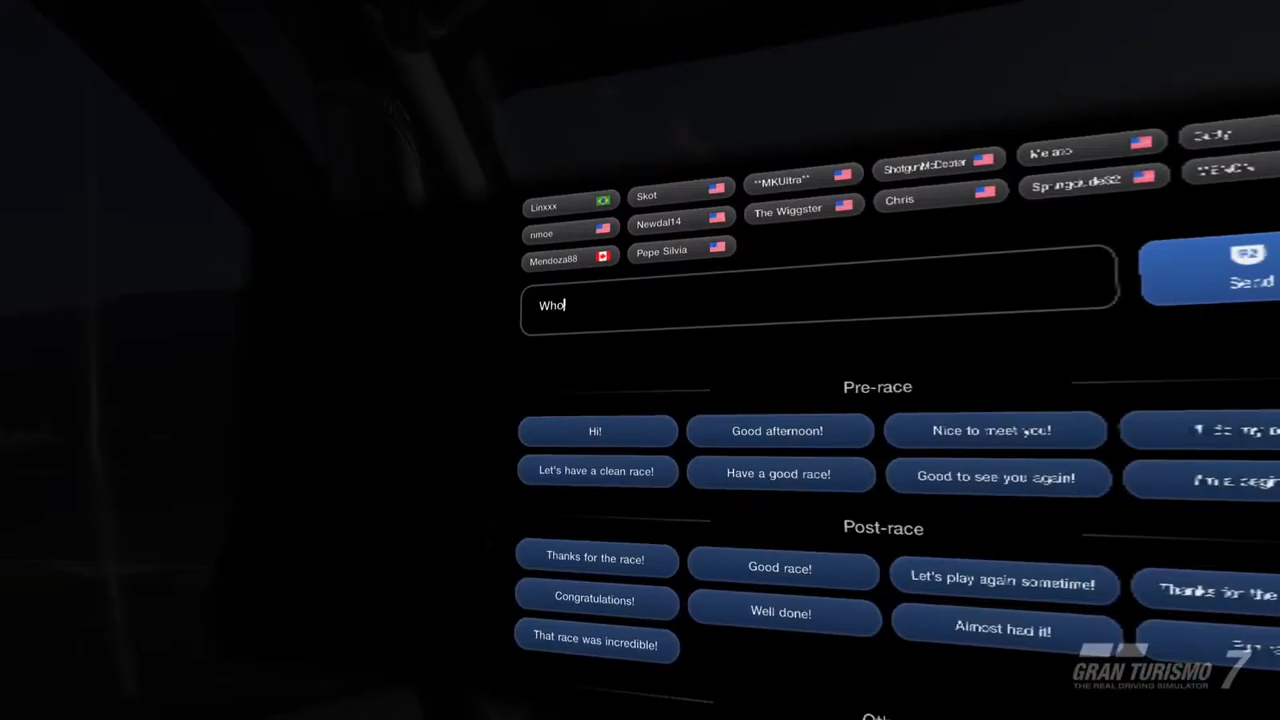 Linxxx
Skot
**MKUltra**
nmoe
Newdal14
The Wiggster
Chris
Mendoza88
Pepe Silvia
Who
Send
Pre-race
Hi!
Good afternoon!
Nice to meet you!
Let's have a clean race!
Have a good race!
Good to see you again!
Post-race
Thanks for the race!
Good race!
Let's play again sometime!
Thanks for the
Congratulations!
Well done!
Almost had it!
That race was incredible!
GRAN TURISMO 7
THE REAL DRIVING SIMULATOR